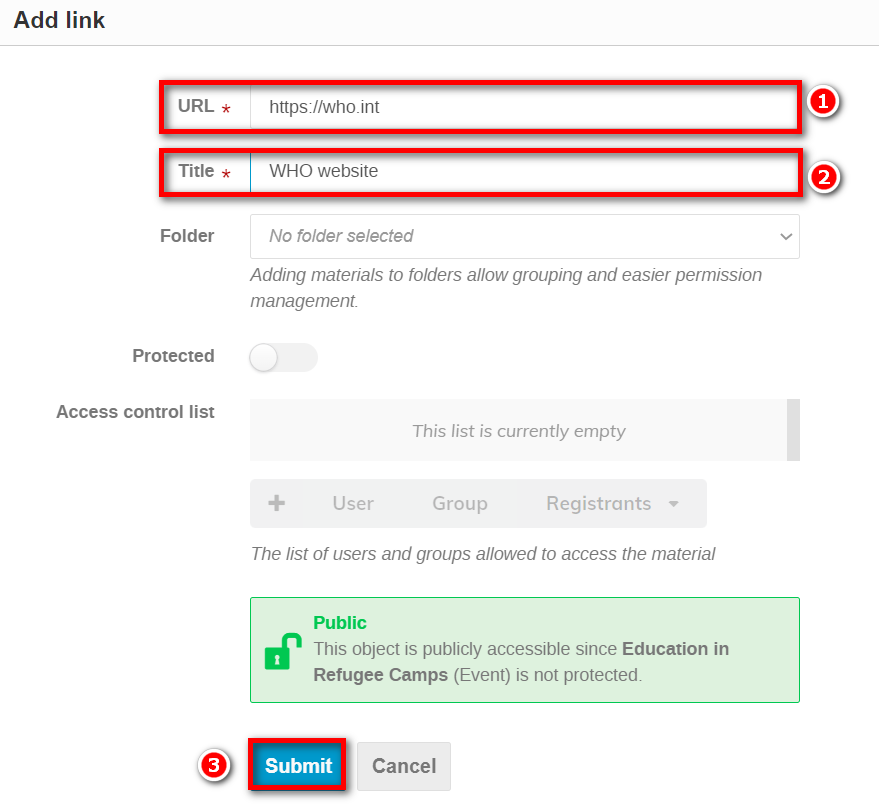 Add link
URL * https://who.int 1
Title * WHO website 2
Folder No folder selected
Adding materials to folders allow grouping and easier permission
management.
Protected
Access control list This list is currently empty
+ User Group Registrants
The list of users and groups allowed to access the material
Public
This object is publicly accessible since Education in
Refugee Camps (Event) is not protected.
3 Submit Cancel